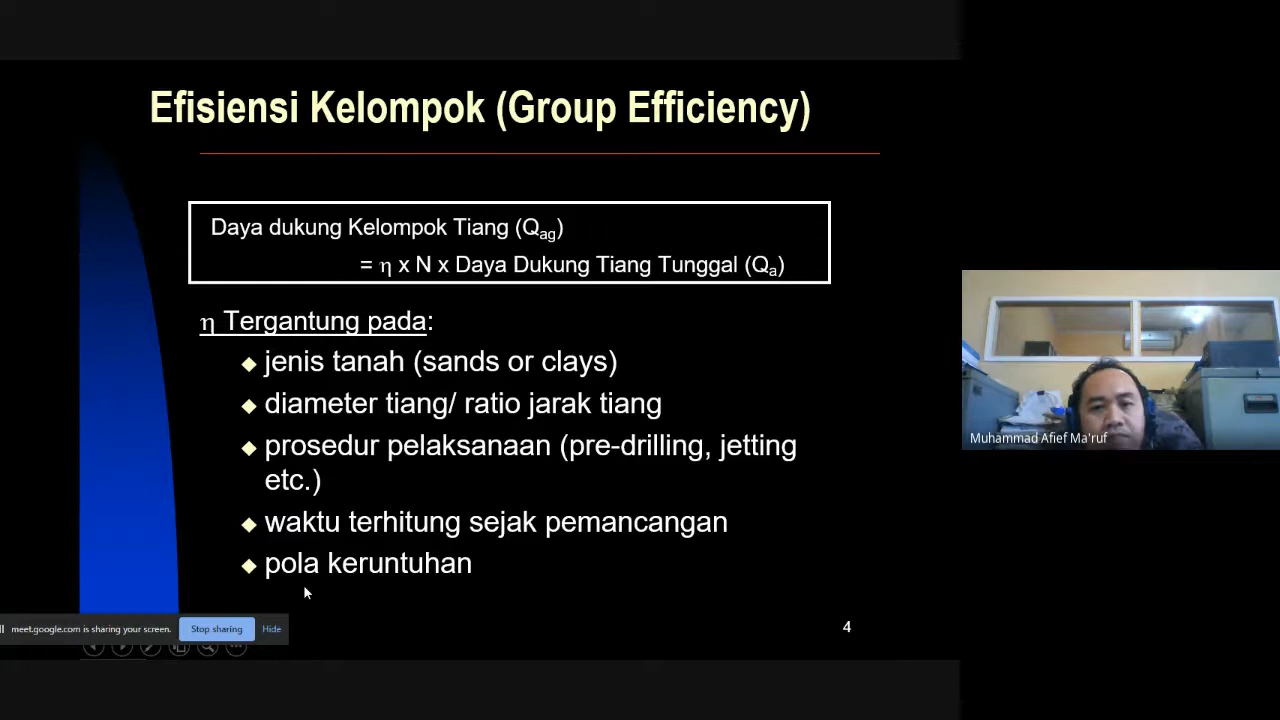 Efisiensi Kelompok (Group Efficiency)
Daya dukung Kelompok Tiang (Qag)
= η x N x Daya Dukung Tiang Tunggal (Qa)
η Tergantung pada:
jenis tanah (sands or clays)
diameter tiang/ ratio jarak tiang
prosedur pelaksanaan (pre-drilling, jetting
etc.)
waktu terhitung sejak pemancangan
pola keruntuhan
Muhammad Afief Ma'ruf
meet.google.com is sharing your screen. Stop sharing Hide
4